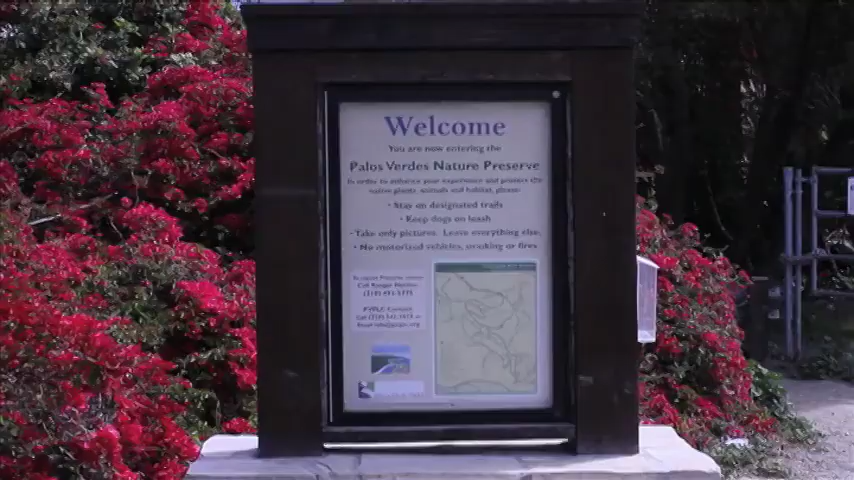 Welcome
You are now entering the
Palos Verdes Nature Preserve
In order to enhance your experience and protect the
native plants, animals and habitat, please:
• Stay on designated trails
• Keep dogs on leash
• Take only pictures. Leave everything else.
• No motorized vehicles, smoking or fires